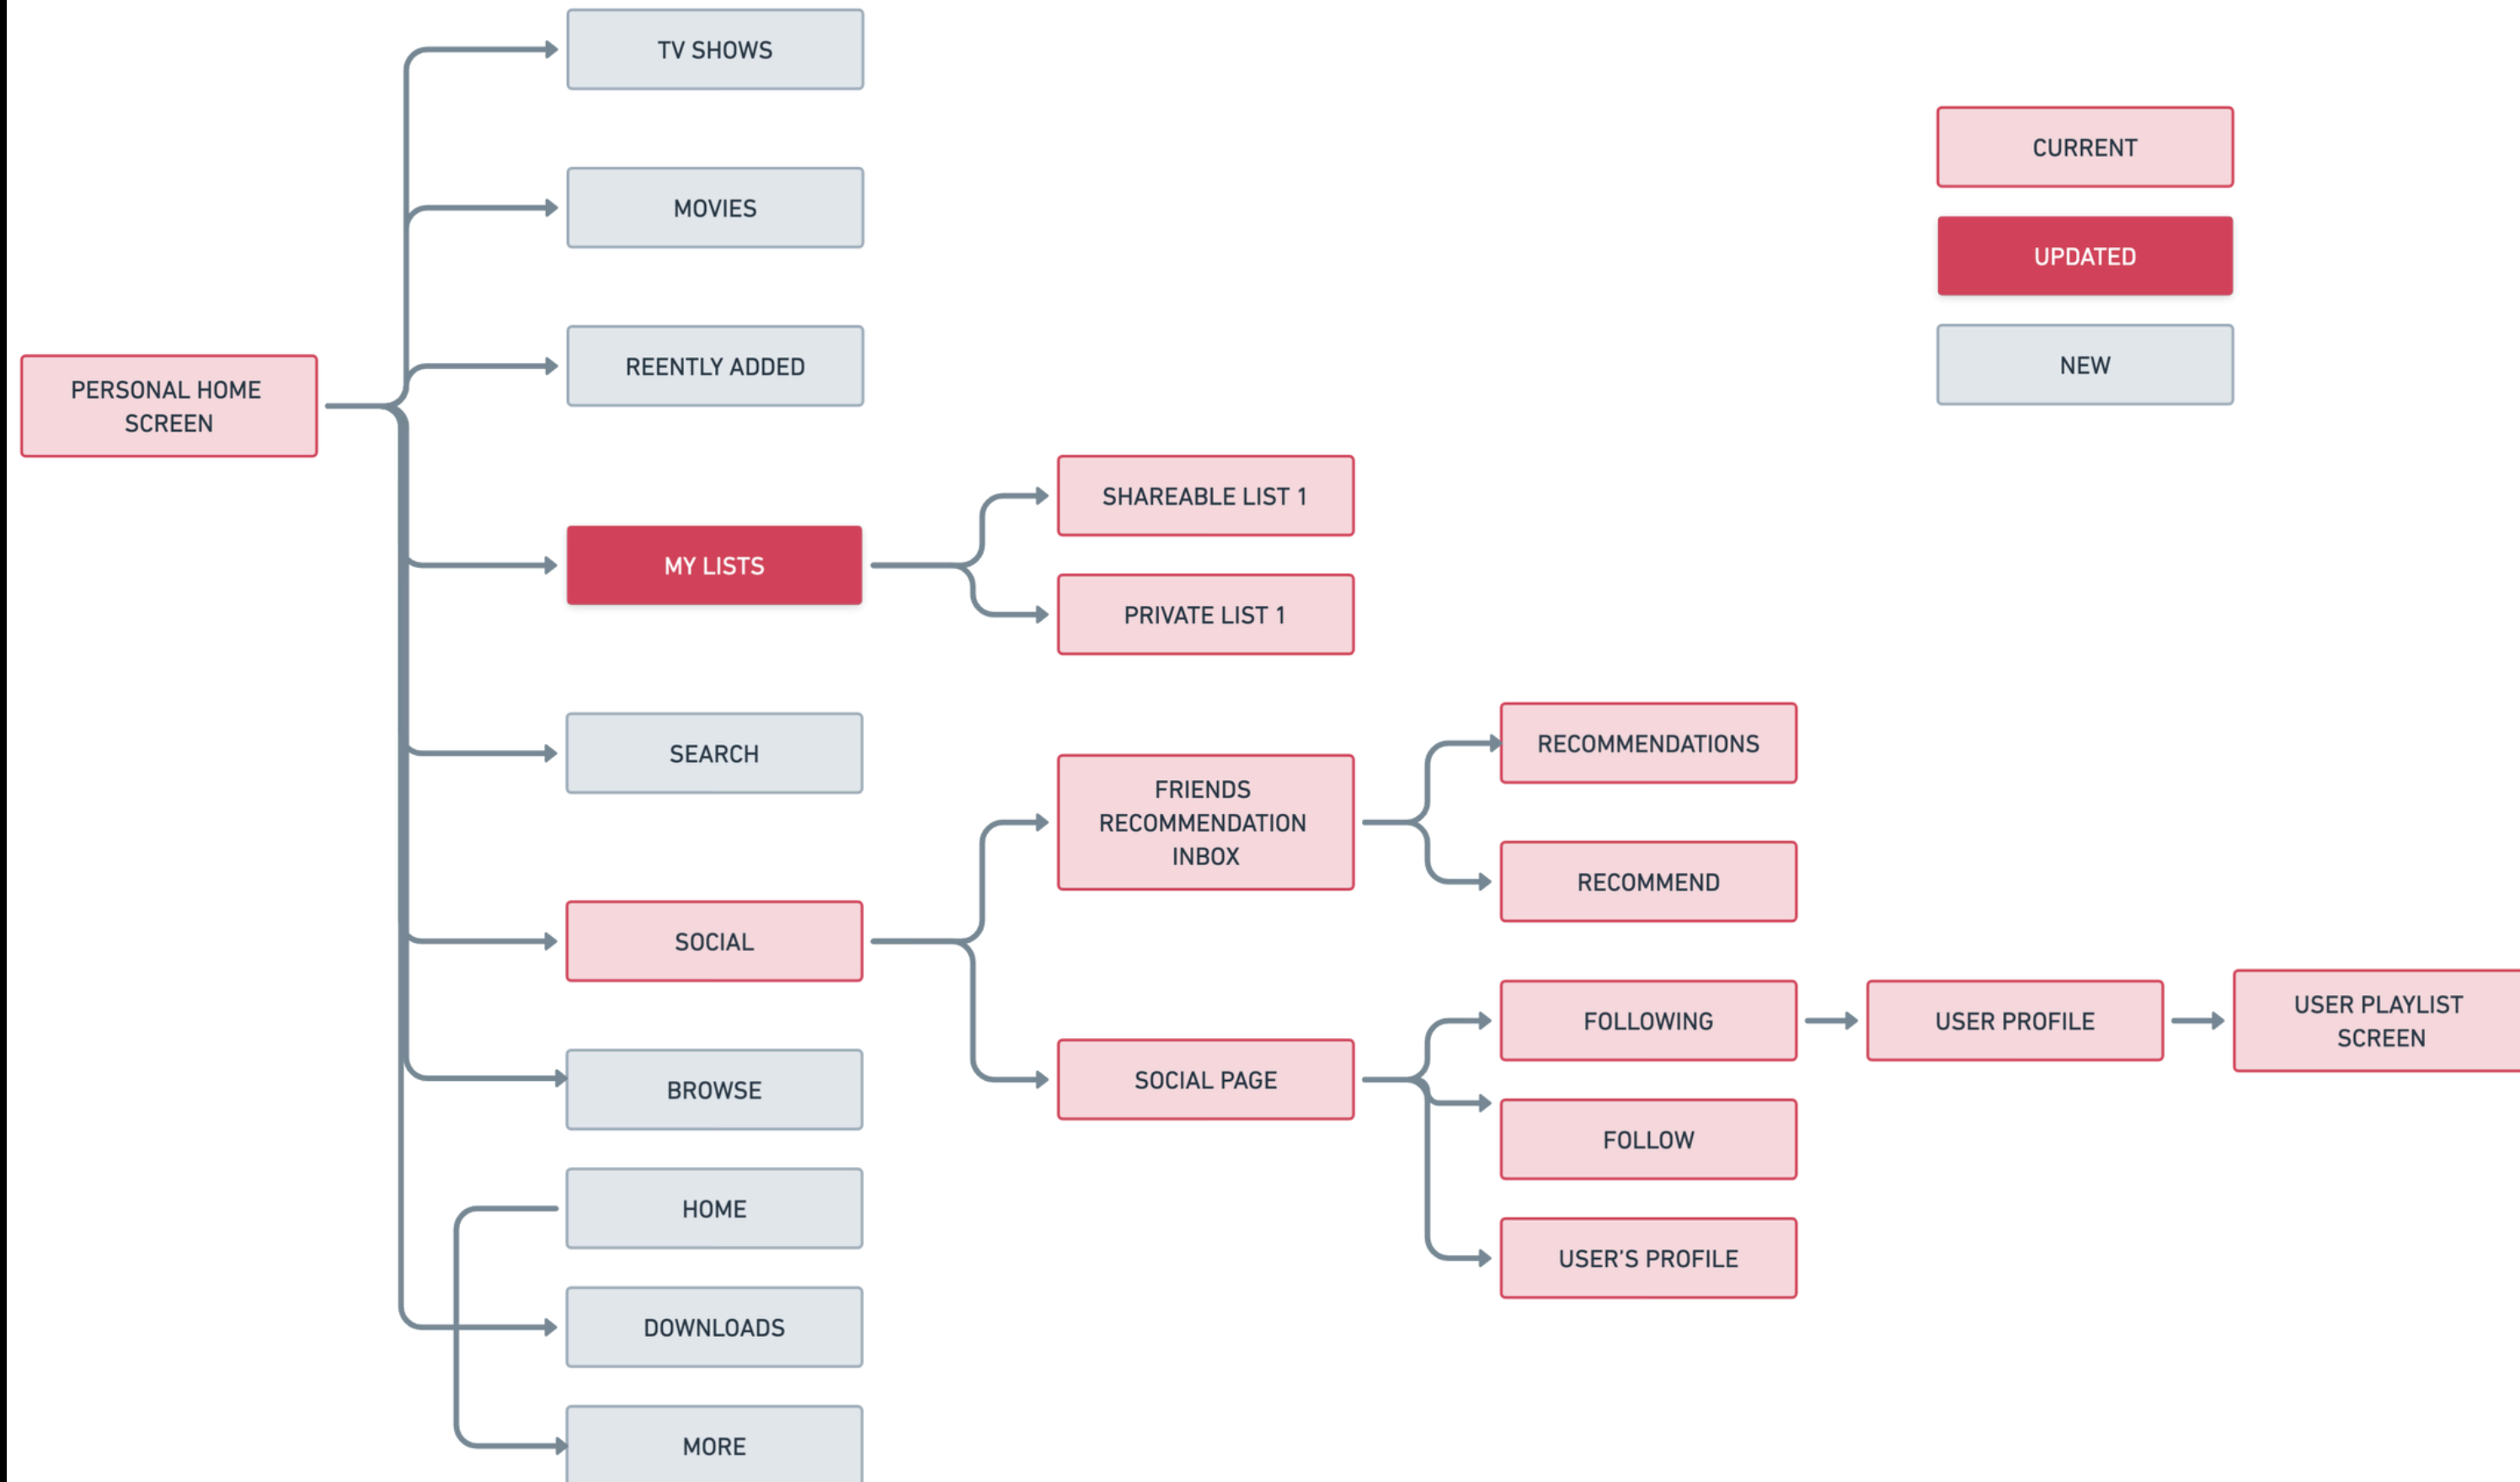 TV SHOWS
MOVIES
REENTLY ADDED
PERSONAL HOME
SCREEN
MY LISTS
SEARCH
SOCIAL
BROWSE
HOME
DOWNLOADS
MORE
SHAREABLE LIST 1
PRIVATE LIST 1
FRIENDS
RECOMMENDATION
INBOX
SOCIAL PAGE
RECOMMENDATIONS
RECOMMEND
FOLLOWING
FOLLOW
USER’S PROFILE
USER PROFILE
USER PLAYLIST
SCREEN
CURRENT
UPDATED
NEW